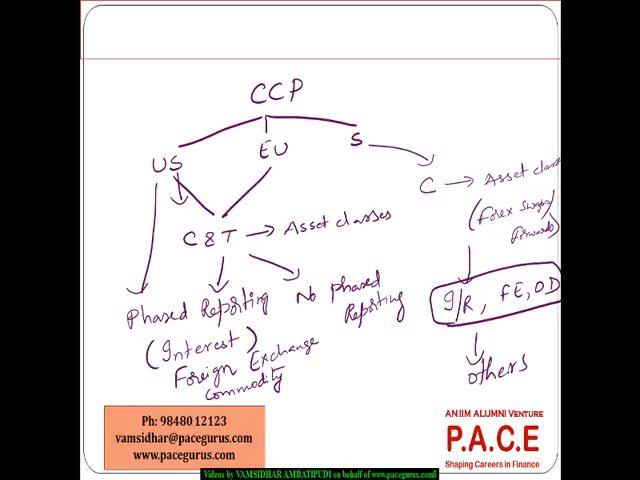 CCP
US EU S
C → Asset clas
C & T → Asset classes
(Forex Swaps/
Forwards)
Phased Reporting
No phased
Reporting
I/R, FE, OD
(Interest)
Foreign Exchange
Commodity
others
Ph: 98480 12123
vamsidhar@pacegurus.com
www.pacegurus.com
AN IIM ALUMNI VENTURE
P.A.C.E
Shaping Careers in Finance
Videos by VAMSIDHAR AMBATIPUDI on behalf of www.pacegurus.com